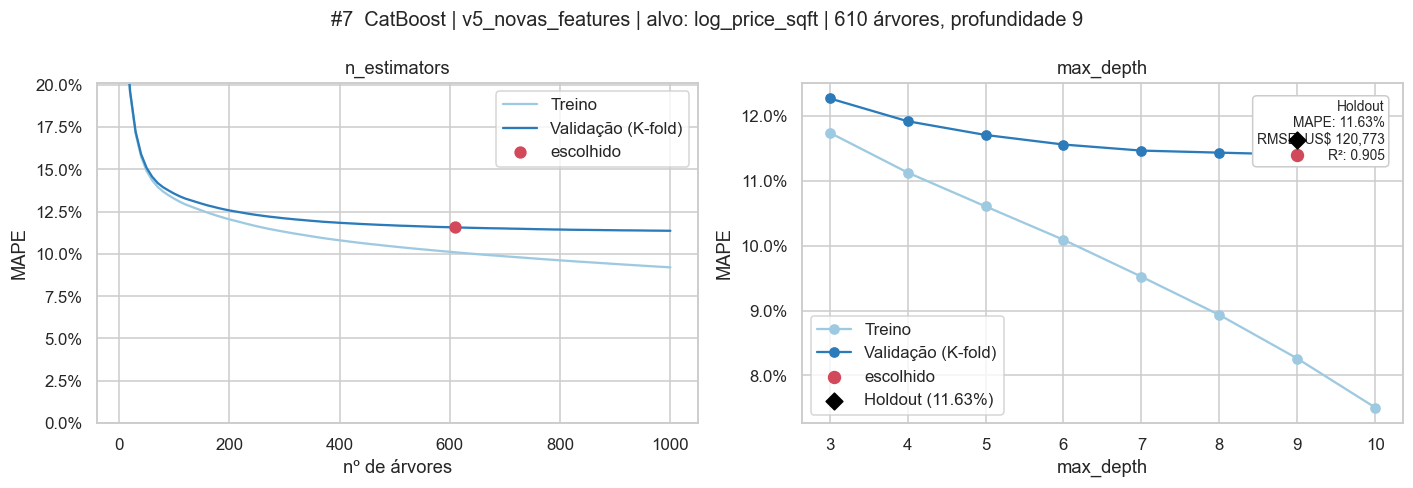 #7  CatBoost | v5_novas_features | alvo: log_price_sqft | 610 árvores, profundidade 9
n_estimators
20.0%
17.5%
15.0%
12.5%
10.0%
7.5%
5.0%
2.5%
0.0%
MAPE
0
200
400
600
800
1000
nº de árvores
Treino
Validação (K-fold)
escolhido
max_depth
12.0%
11.0%
10.0%
9.0%
8.0%
MAPE
3
4
5
6
7
8
9
10
max_depth
Holdout
MAPE: 11.63%
US$ 120,773
R²: 0.905
Treino
Validação (K-fold)
escolhido
Holdout (11.63%)